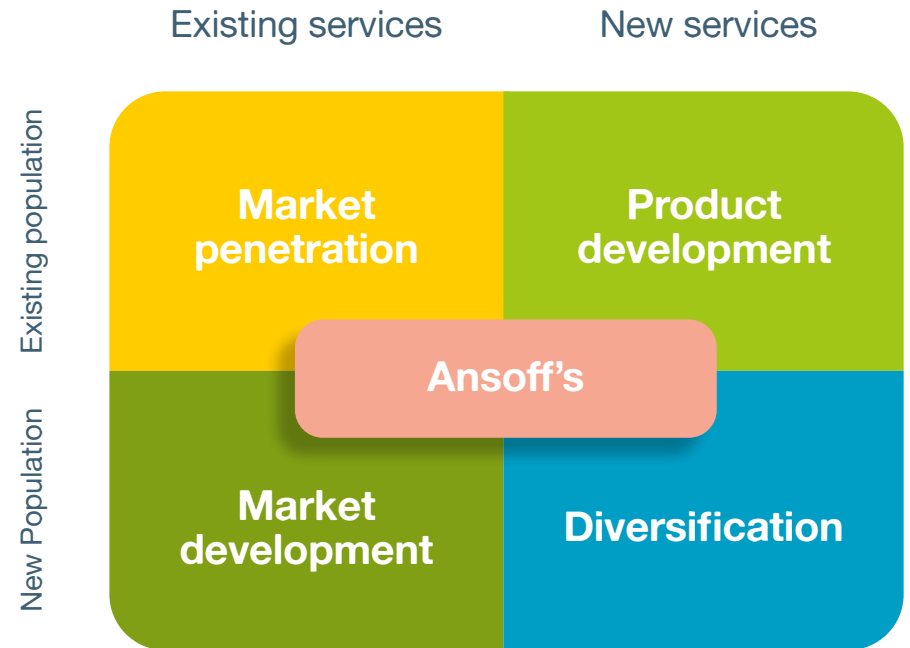 Existing services
New services
Existing population
Market
penetration
Product
development
Ansoff’s
New Population
Market
development
Diversification